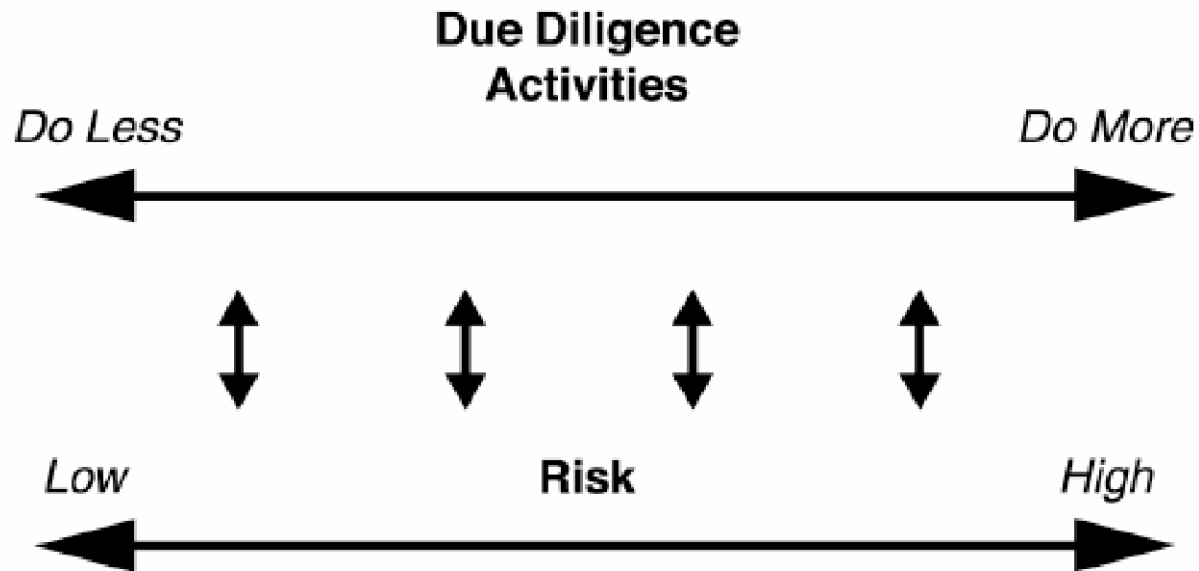 Due Diligence
Activities
Do Less
Do More
Low
Risk
High